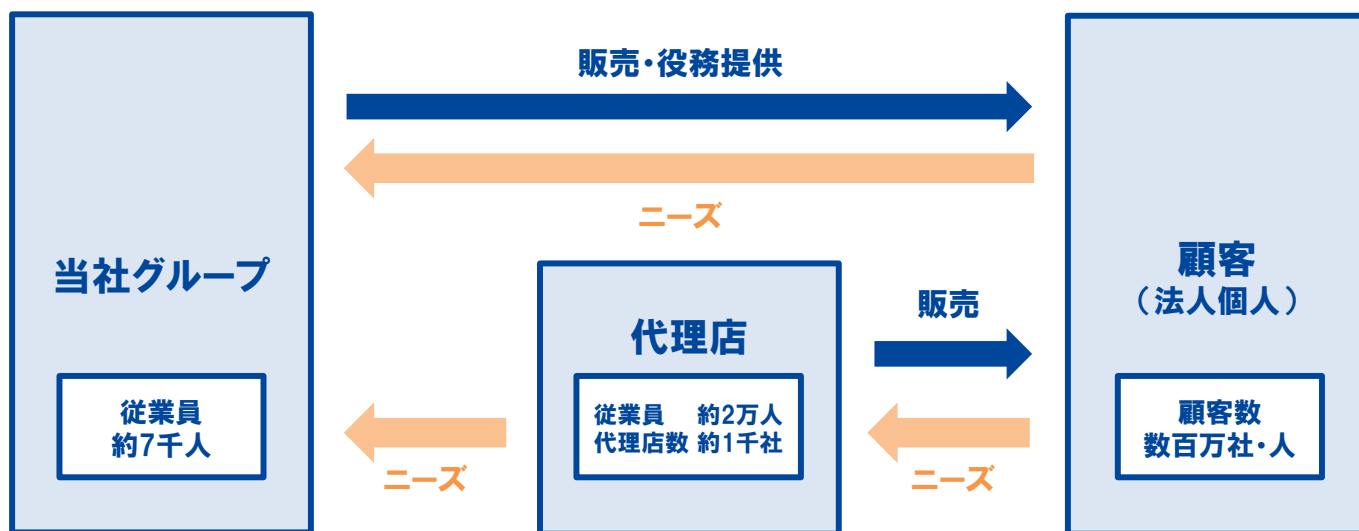 販売・役務提供
ニーズ
当社グループ
従業員
約7千人
代理店
従業員 約2万人
代理店数 約1千社
販売
ニーズ
ニーズ
顧客
（法人個人）
顧客数
数百万社・人